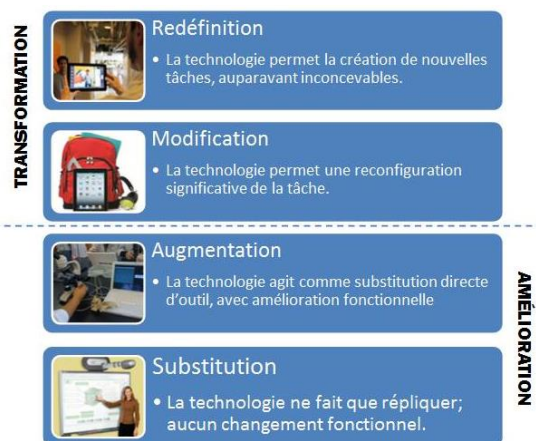 TRANSFORMATION
Redéfinition
• La technologie permet la création de nouvelles
tâches, auparavant inconcevables.
Modification
• La technologie permet une reconfiguration
significative de la tâche.
AMÉLIORATION
Augmentation
• La technologie agit comme substitution directe
d'outil, avec amélioration fonctionnelle
Substitution
• La technologie ne fait que répliquer;
aucun changement fonctionnel.